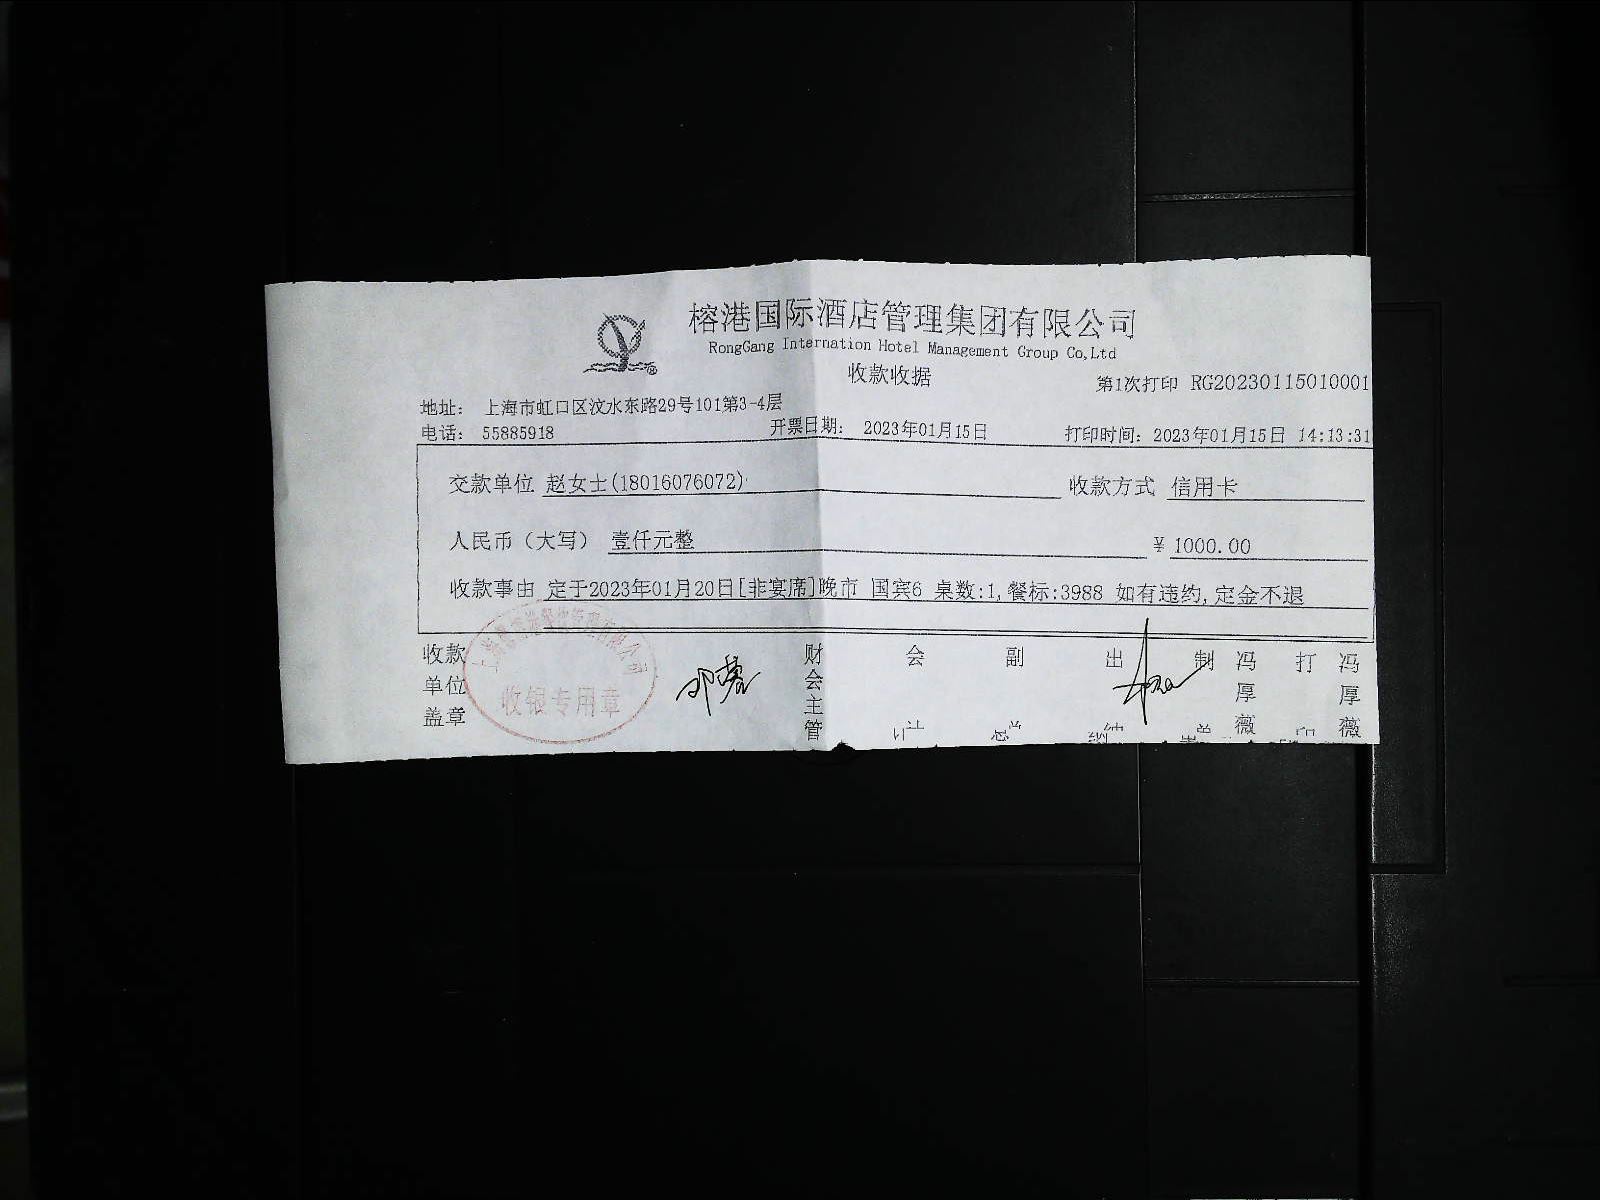 榕港国际酒店管理集团有限公司
RongGang Internation Hotel Management Group Co,Ltd
收款收据
第1次打印 RG20230115010001
地址： 上海市虹口区汶水东路29号101第3-4层
电话： 55885918 开票日期： 2023年01月15日 打印时间：2023年01月15日 14:13:31
交款单位 赵女士(18016076072) 收款方式 信用卡
人民币（大写） 壹仟元整 ¥ 1000.00
收款事由 定于2023年01月20日[非宴席]晚市 国宾6 桌数:1,餐标:3988 如有违约,定金不退
收款单位盖章 财会主管 会计 副总 出纳 制单 冯厚薇 打印 冯厚薇
收银专用章